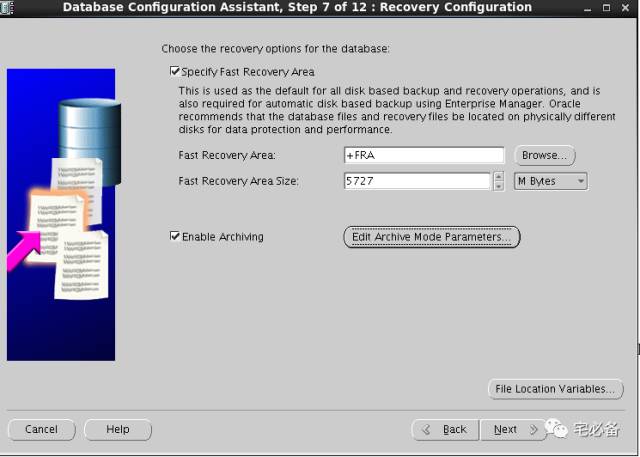 Database Configuration Assistant, Step 7 of 12 : Recovery Configuration
Choose the recovery options for the database:
Specify Fast Recovery Area
This is used as the default for all disk based backup and recovery operations, and is
also required for automatic disk based backup using Enterprise Manager. Oracle
recommends that the database files and recovery files be located on physically different
disks for data protection and performance.
Fast Recovery Area: +FRA Browse...
Fast Recovery Area Size: 5727 M Bytes
Enable Archiving Edit Archive Mode Parameters...
File Location Variables...
Cancel Help Back Next 宅必备